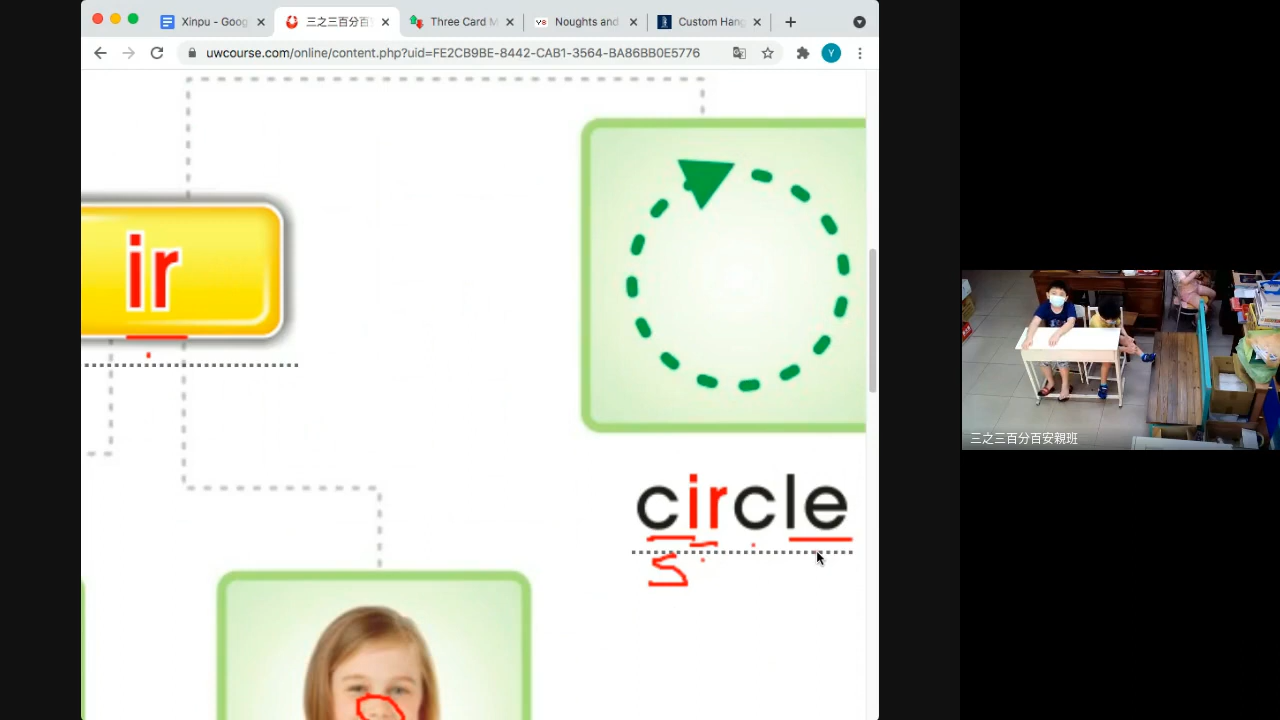 Xinpu - Goog
三之三百分百
Three Card M
Noughts and
Custom Hang
uwcourse.com/online/content.php?uid=FE2CB9BE-8442-CAB1-3564-BA86BB0E5776
Y
ir
circle
S
三之三百分百安親班